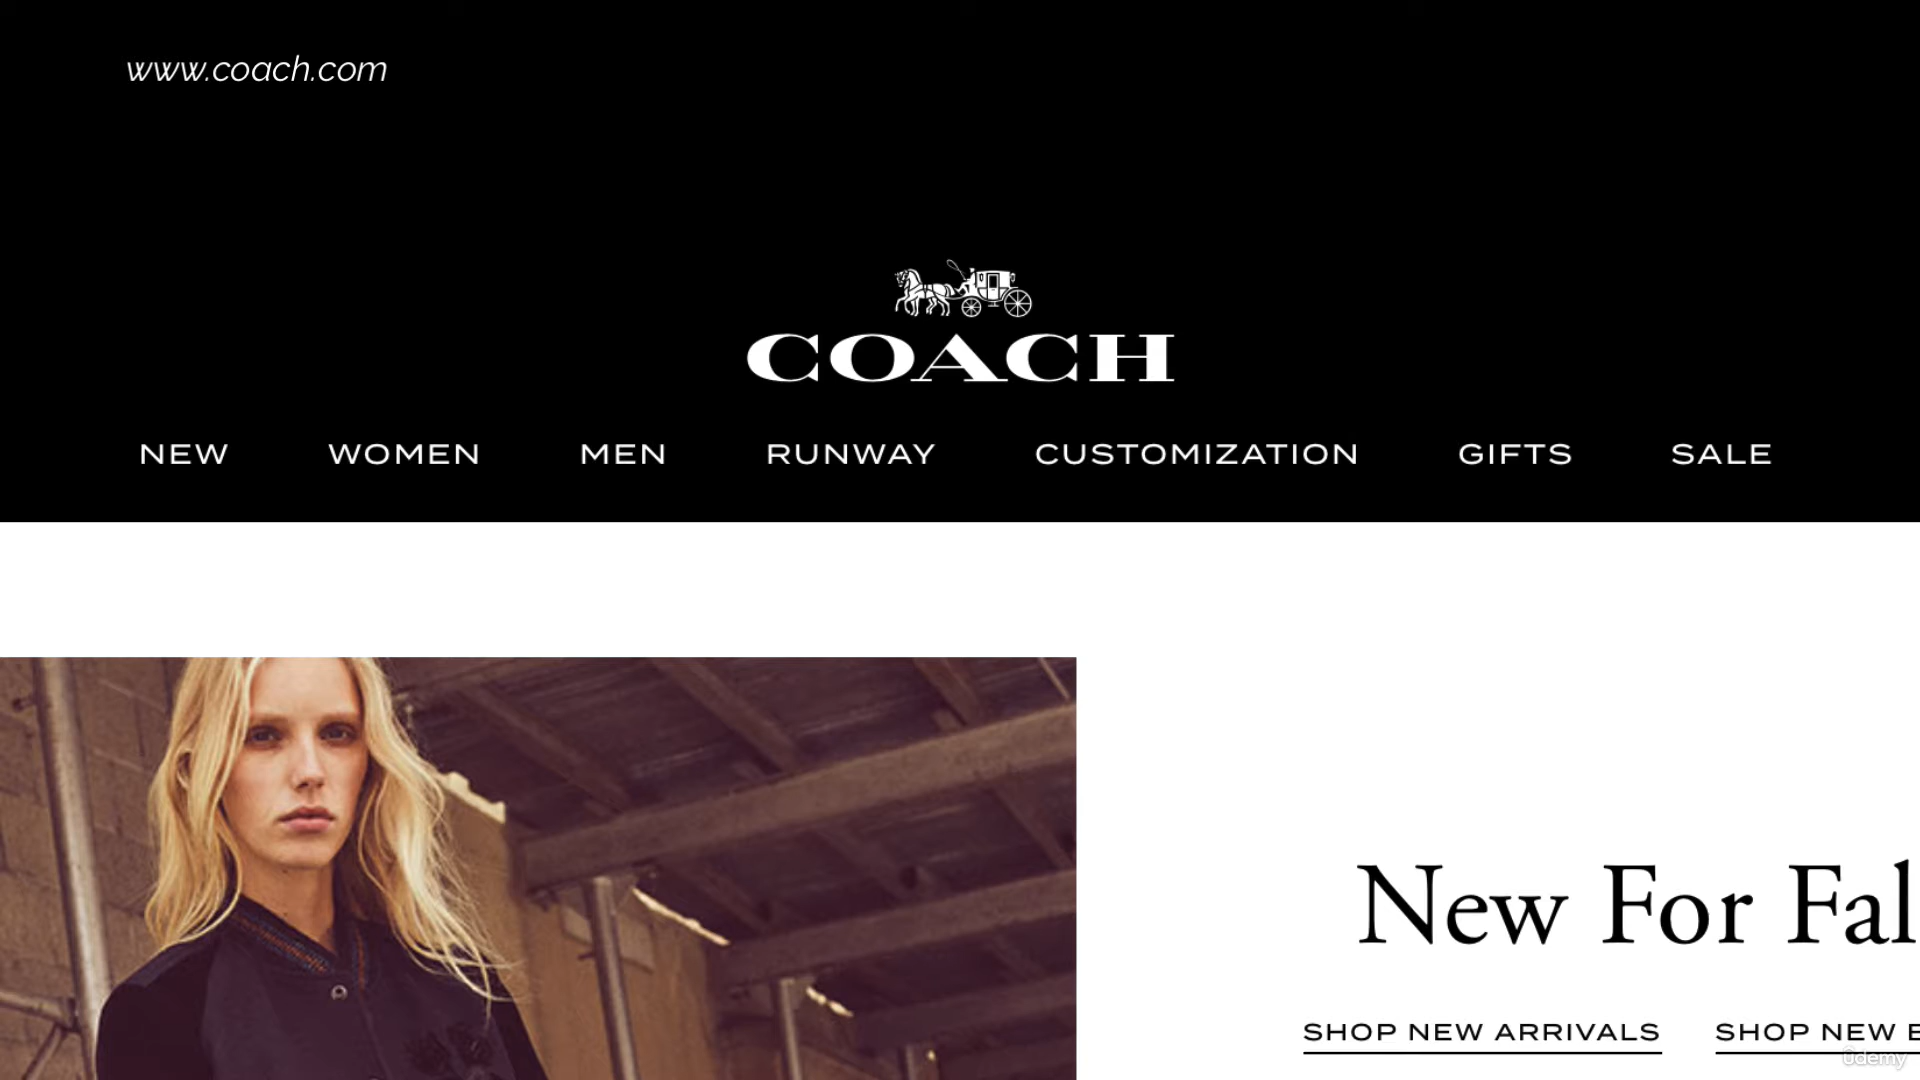 www.coach.com
COACH
NEW WOMEN MEN RUNWAY CUSTOMIZATION GIFTS SALE
New For Fal
SHOP NEW ARRIVALS SHOP NEW
ûdemy